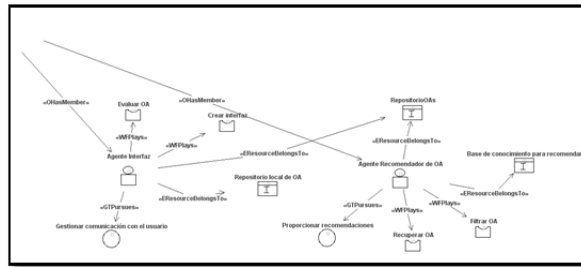 «OHasMember»
Evaluar OA
«OHasMember»
Crear interfaz
RepositorioOAs
«WFPlays»
«WFPlays»
«EResourceBelongsTo»
Agente Interfaz
«EResourceBelongsTo»
Agente Recomendador de OA
Base de conocimiento para recomendar
Repositorio local de OA
«EResourceBelongsTo»
«EResourceBelongsTo»
«GTPursues»
«GTPursues»
«WFPlays»
«WFPlays»
Gestionar comunicación con el usuario
Proporcionar recomendaciones
Recuperar OA
Filtrar OA